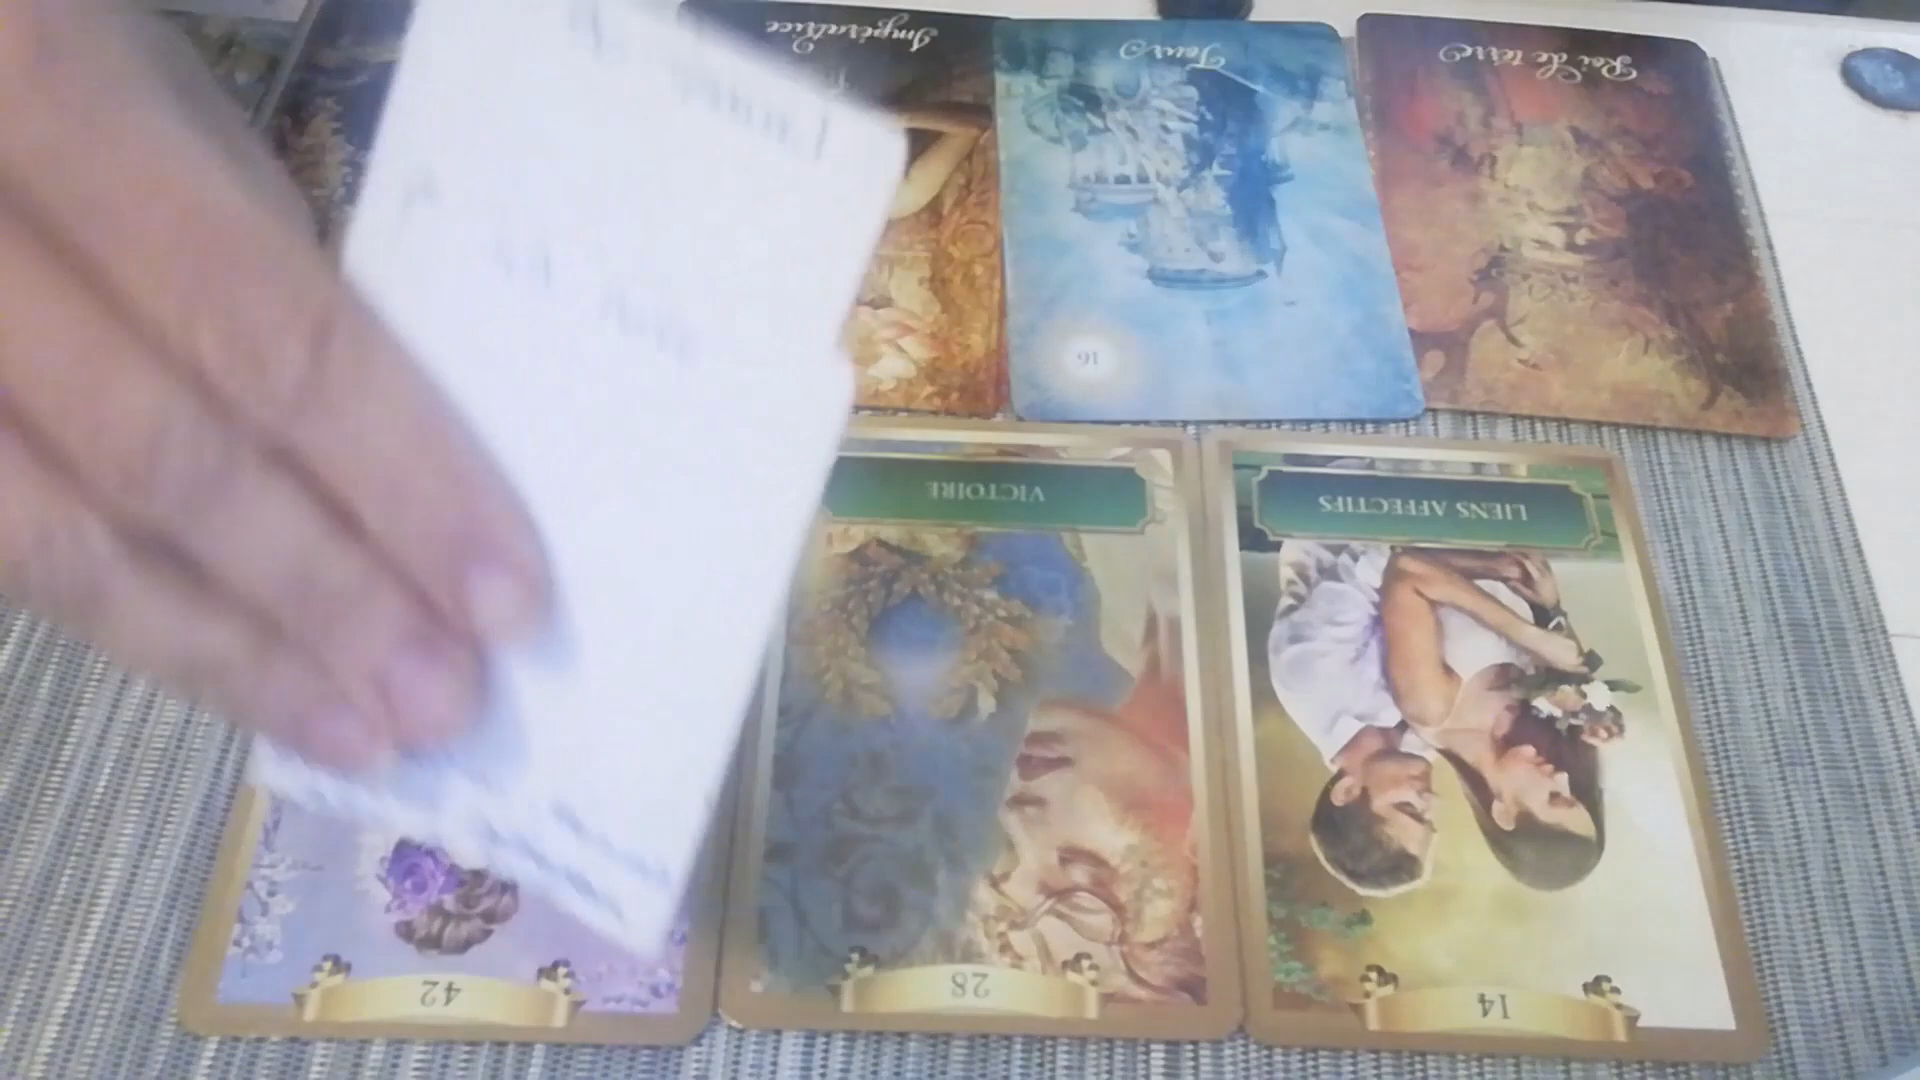 Impératrice
Tour
Roi de terre
VICTOIRE
LIENS AFFECTIFS
16
42
28
14